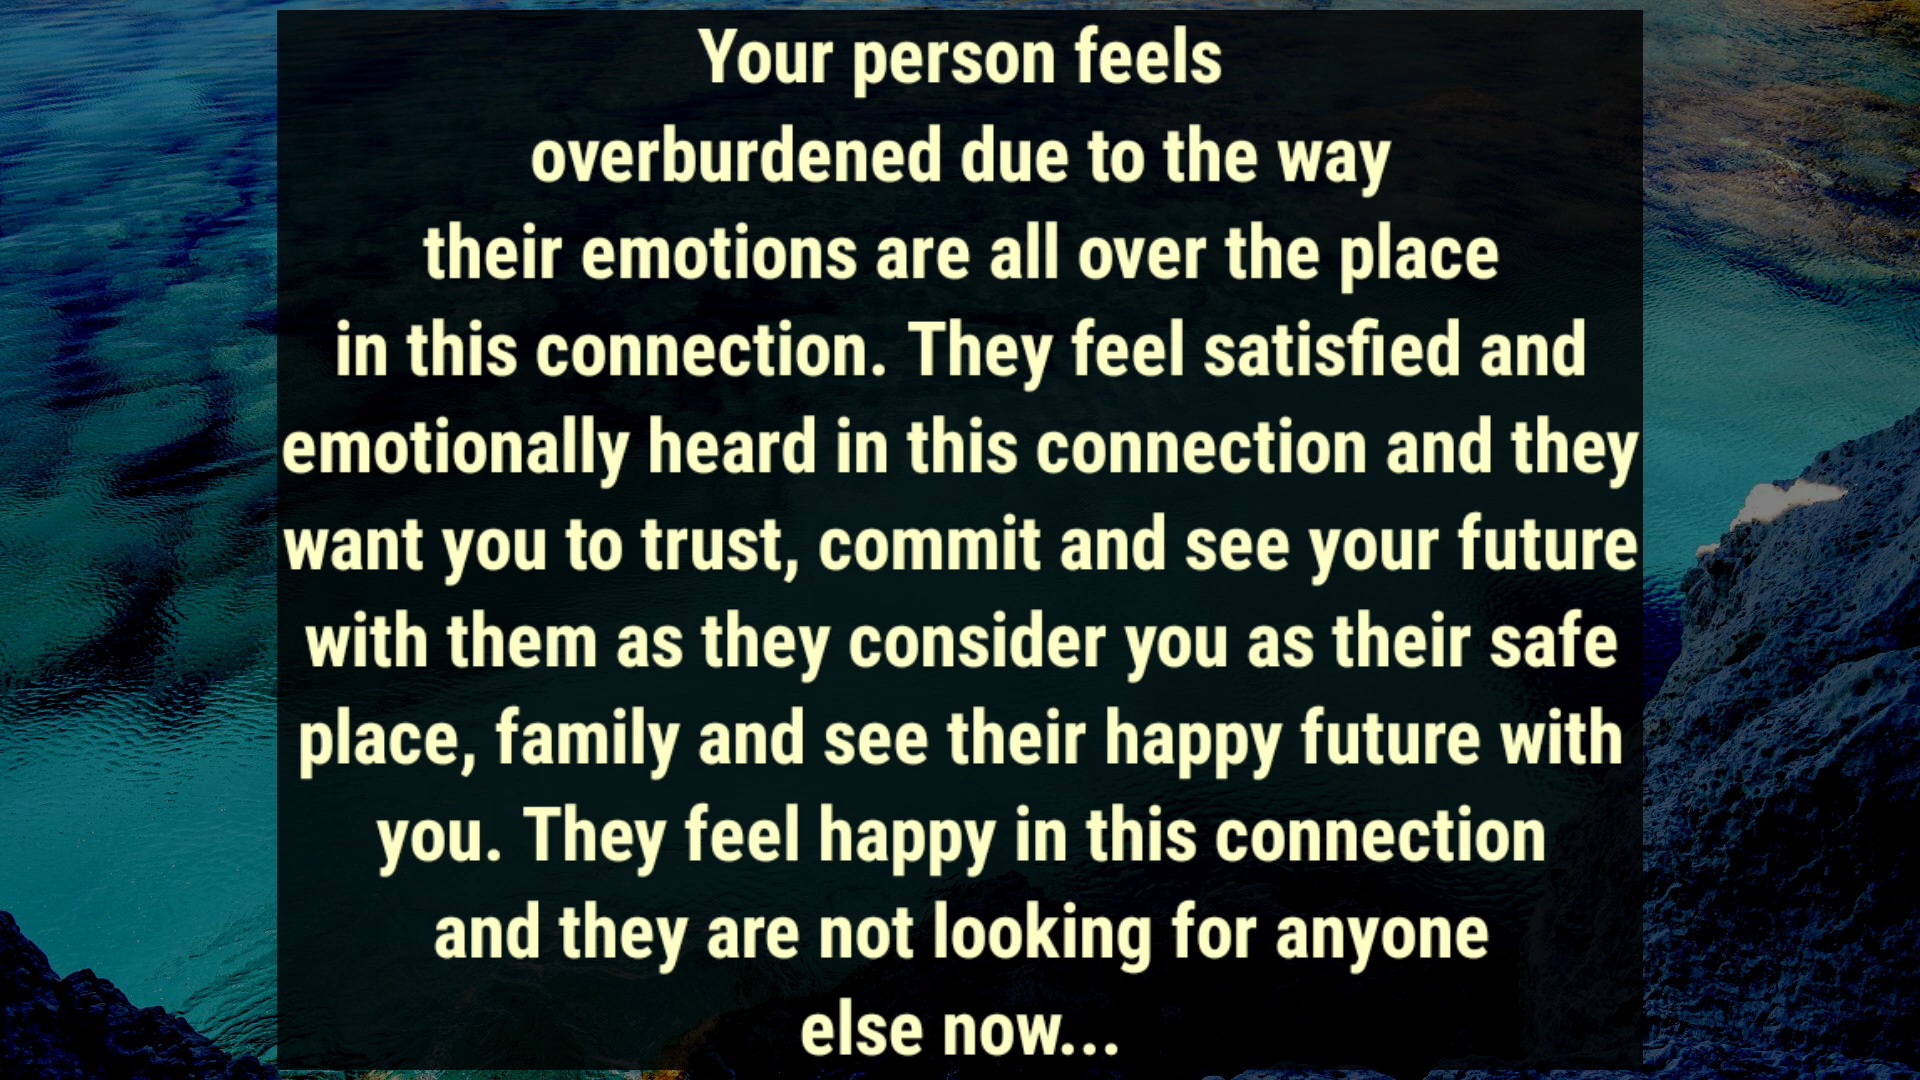 Your person feels
overburdened due to the way
their emotions are all over the place
in this connection. They feel satisfied and
emotionally heard in this connection and they
want you to trust, commit and see your future
with them as they consider you as their safe
place, family and see their happy future with
you. They feel happy in this connection
and they are not looking for anyone
else now...